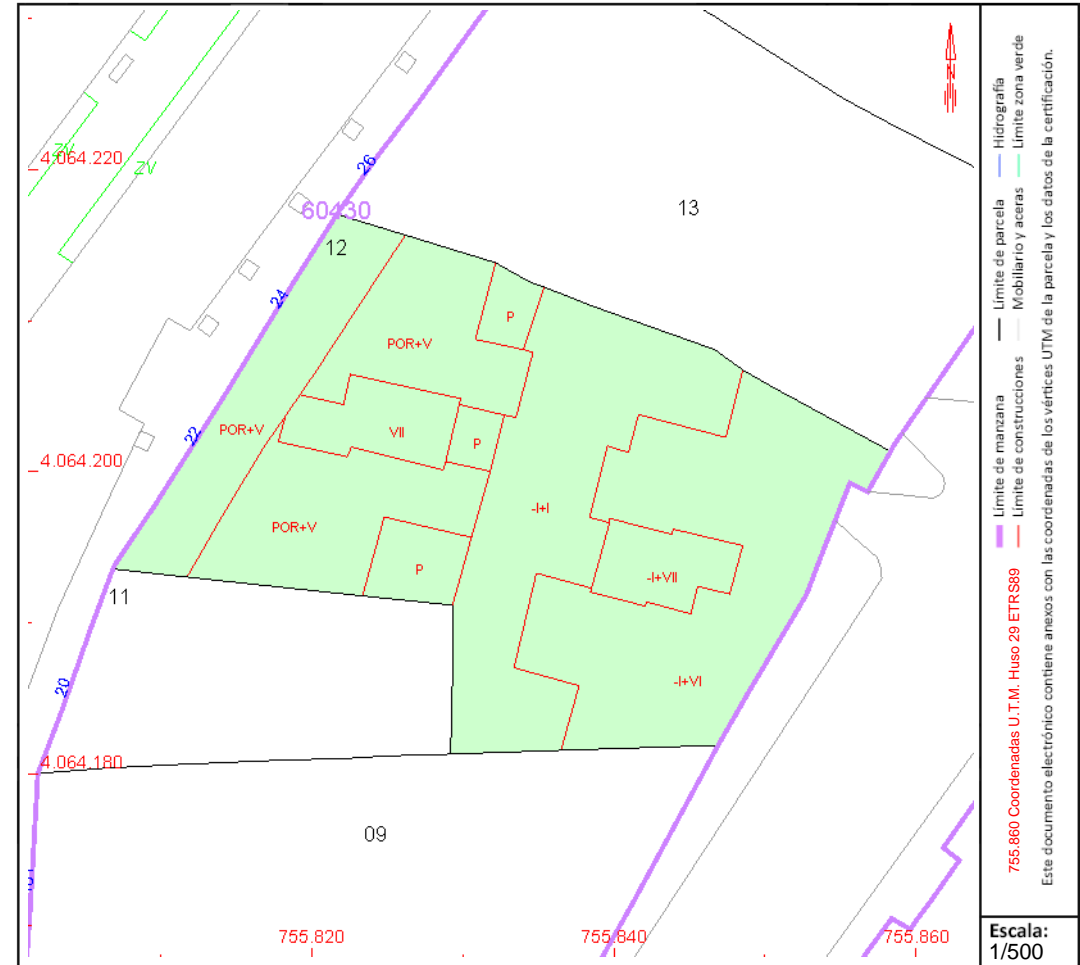 4.064.220
ZV
ZV
26
60430
13
12
24
P
POR+V
22
POR+V
VII
P
4.064.200
-I+I
POR+V
P
-I+VII
11
20
-I+VI
4.064.180
09
755.820
755.840
755.860
N
Límite de manzana
Límite de parcela
Hidrografía
Límite de construcciones
Mobiliario y aceras
Límite zona verde
755.860 Coordenadas U.T.M. Huso 29 ETRS89
Este documento electrónico contiene anexos con las coordenadas de los vértices UTM de la parcela y los datos de la certificación.
Escala:
1/500